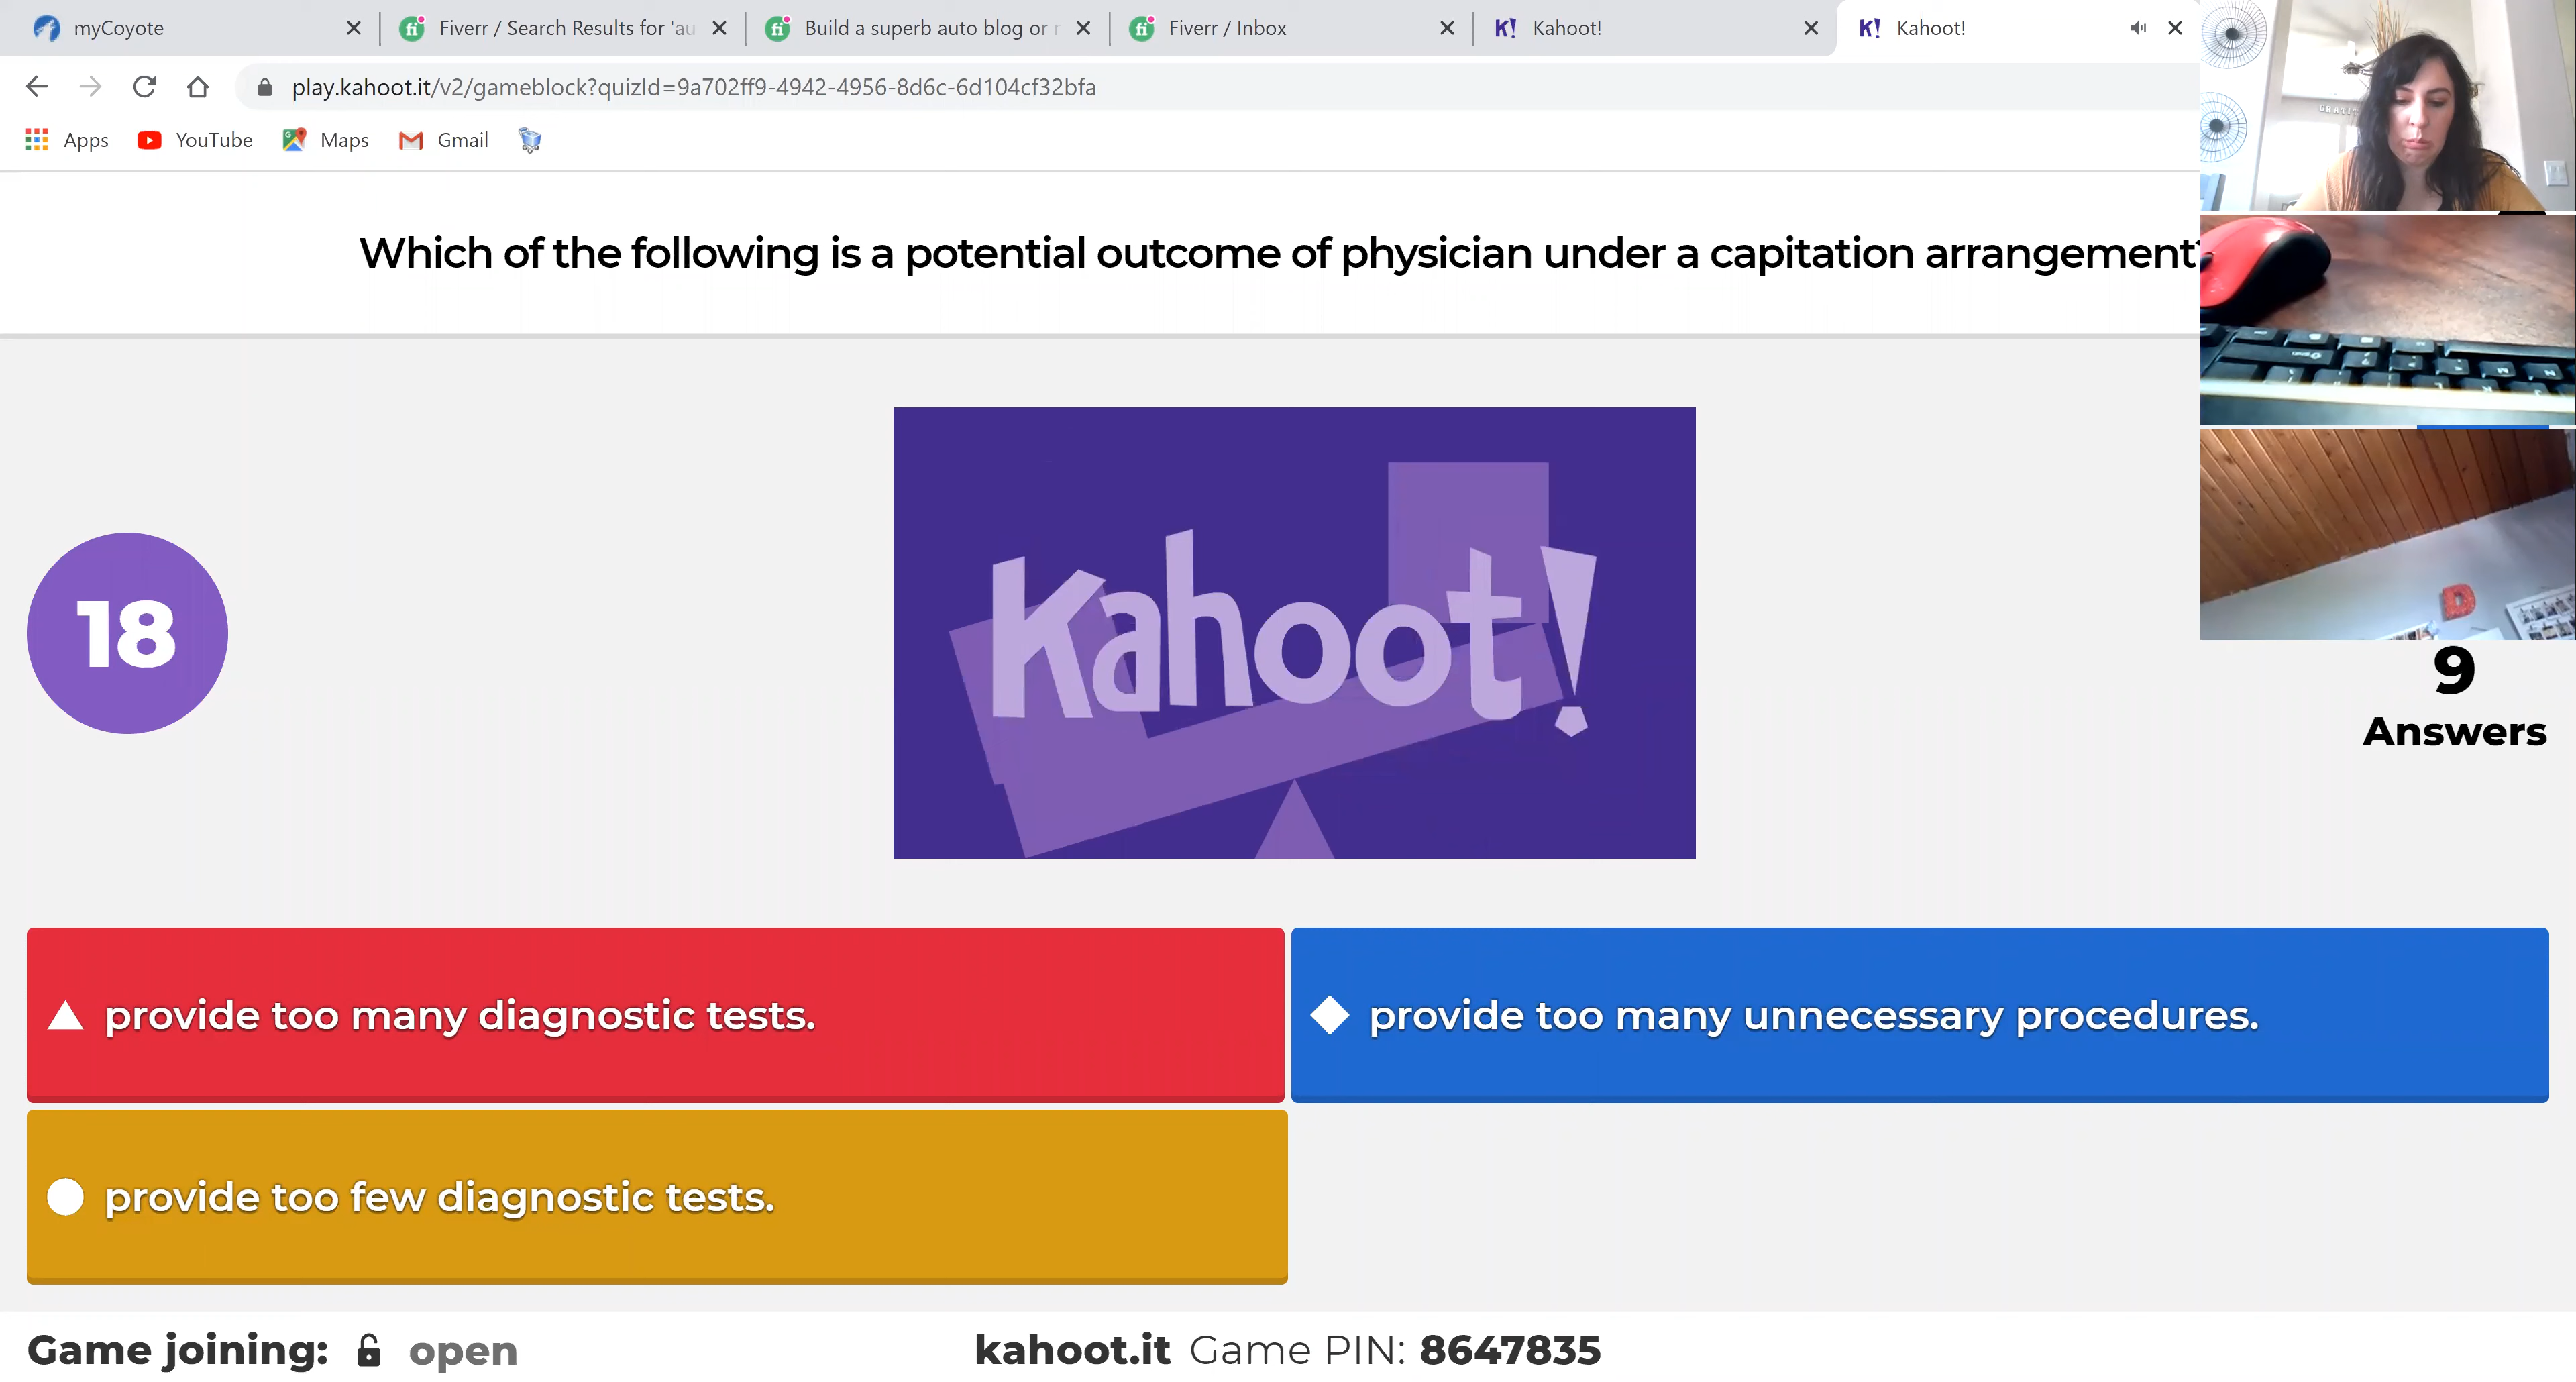 myCoyote
Fiverr / Search Results for 'au
Build a superb auto blog or
Fiverr / Inbox
K! Kahoot!
K! Kahoot!
play.kahoot.it/v2/gameblock?quizId=9a702ff9-4942-4956-8d6c-6d104cf32bfa
Apps
YouTube
Maps
Gmail
Which of the following is a potential outcome of physician under a capitation arrangement
18
Kahoot!
D
9
Answers
provide too many diagnostic tests.
provide too many unnecessary procedures.
provide too few diagnostic tests.
Game joining: open
kahoot.it Game PIN: 8647835